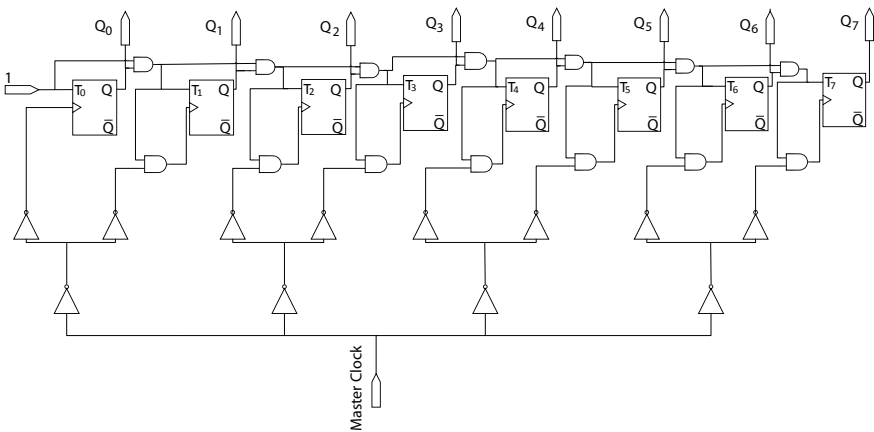 Q0 Q1 Q2 Q3 Q4 Q5 Q6 Q7
1
T0 Q T1 Q T2 Q T3 Q T4 Q T5 Q T6 Q T7 Q
Q̅ Q̅ Q̅ Q̅ Q̅ Q̅ Q̅ Q̅
Master Clock